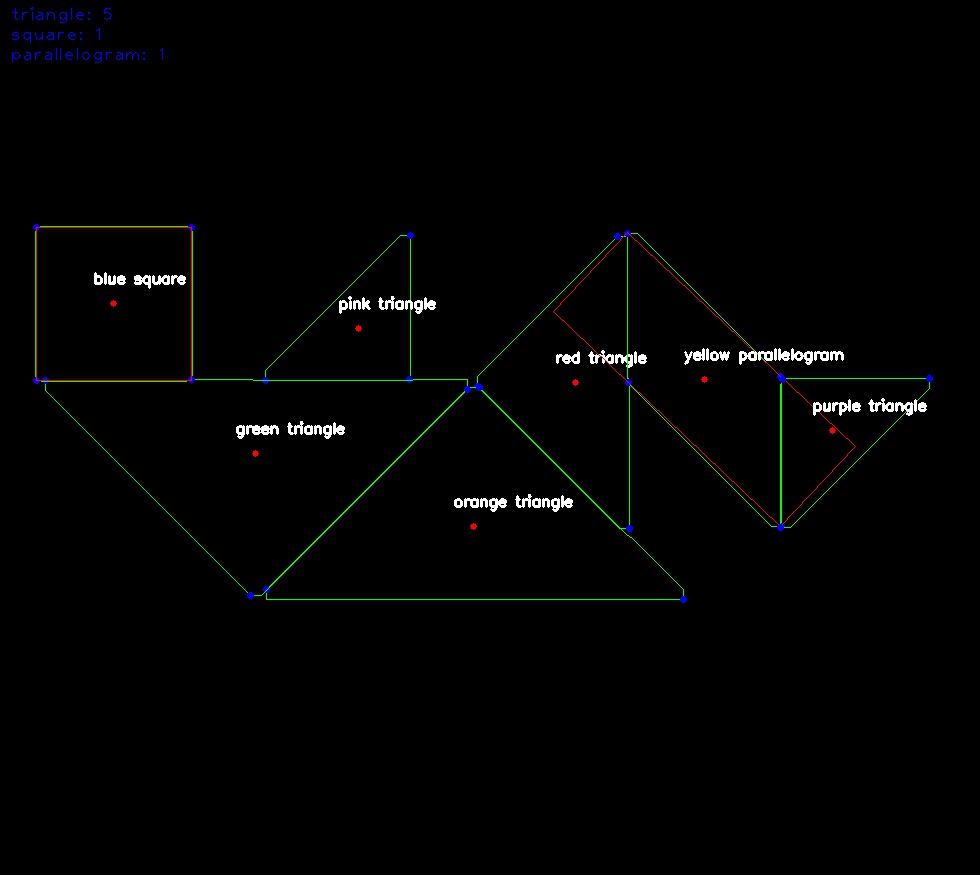 triangle: 5
square: 1
parallelogram: 1
blue square
pink triangle
red triangle
yellow parallelogram
purple triangle
green triangle
orange triangle